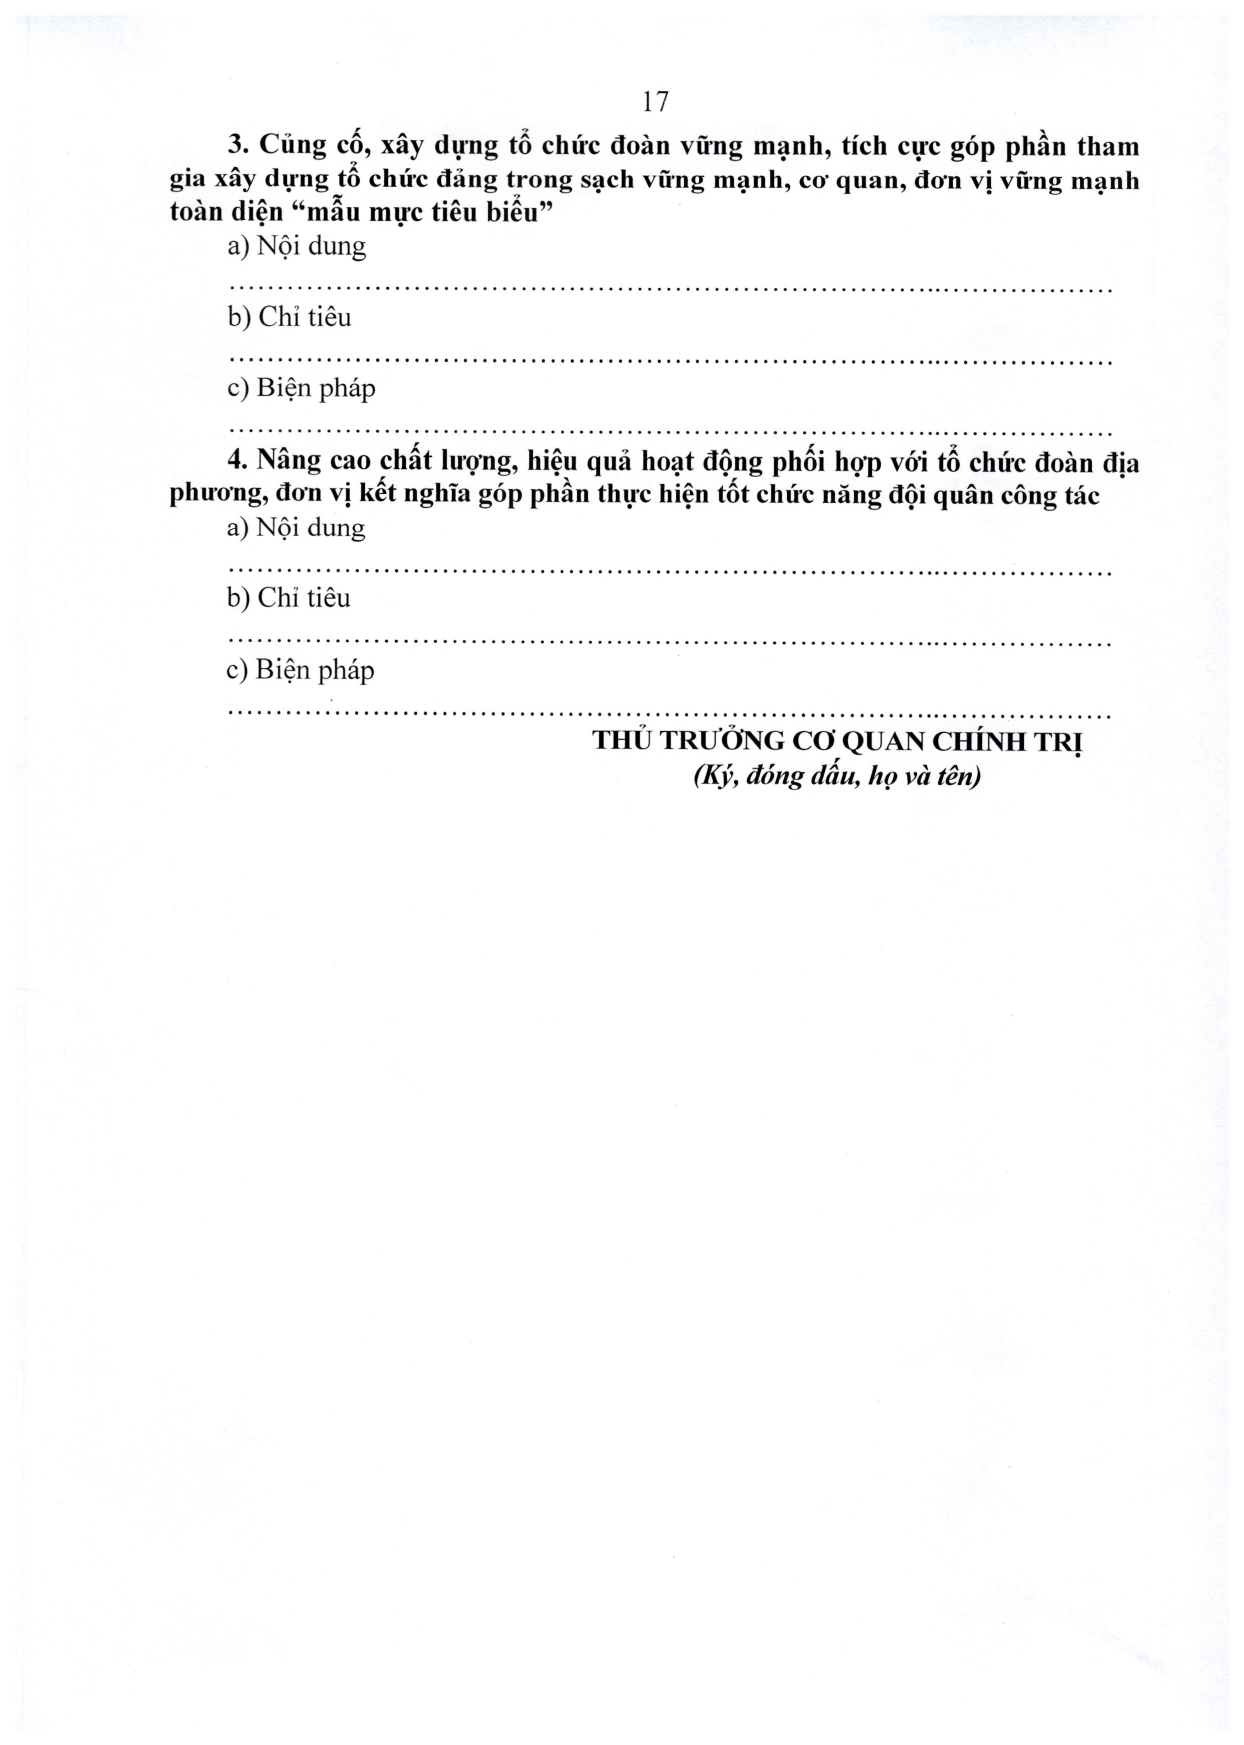 17
3. Củng cố, xây dựng tổ chức đoàn vững mạnh, tích cực góp phần tham
gia xây dựng tổ chức đảng trong sạch vững mạnh, cơ quan, đơn vị vững mạnh
toàn diện “mẫu mực tiêu biểu”
a) Nội dung
……………………………………………………………………………
b) Chỉ tiêu
……………………………………………………………………………
c) Biện pháp
……………………………………………………………………………
4. Nâng cao chất lượng, hiệu quả hoạt động phối hợp với tổ chức đoàn địa
phương, đơn vị kết nghĩa góp phần thực hiện tốt chức năng đội quân công tác
a) Nội dung
……………………………………………………………………………
b) Chỉ tiêu
……………………………………………………………………………
c) Biện pháp
……………………………………………………………………………
THỦ TRƯỞNG CƠ QUAN CHÍNH TRỊ
(Ký, đóng dấu, họ và tên)